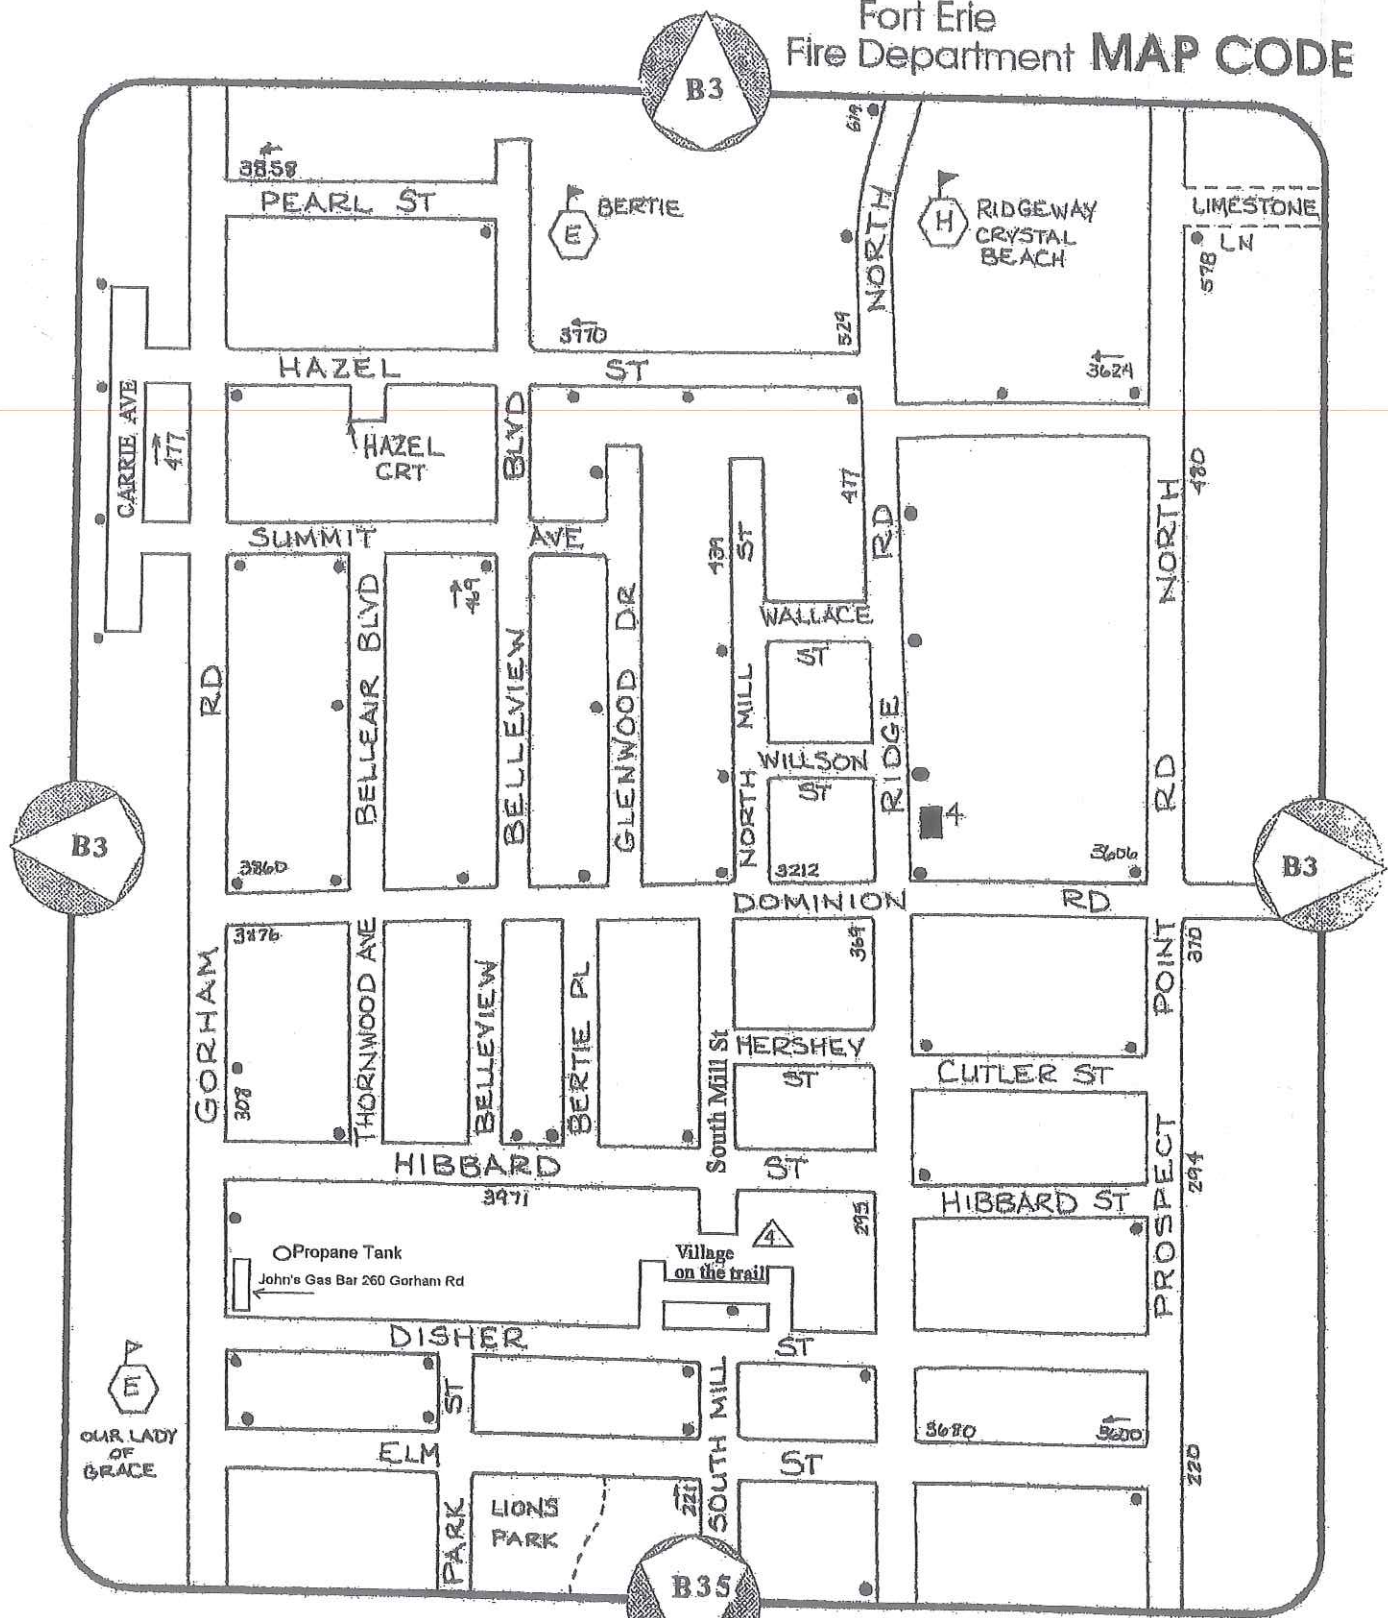 Fort Erie
Fire Department MAP CODE
B3
619
3858
PEARL ST
E
BERTIE
NORTH
H
RIDGEWAY
CRYSTAL
BEACH
LIMESTONE
LN
578
3770
529
HAZEL ST
3624
CARRIE AVE
477
HAZEL
CRT
BLVD
477
480
SUMMIT AVE
439
ST
RD
NORTH
469
WALLACE
ST
RD
BELLEAIR BLVD
BELLEVIEW
GLENWOOD DR
MILL
WILLSON
ST
RIDGE
RD
NORTH
4
B3
3860
3212
3606
B3
DOMINION RD
3876
369
370
GORHAM
THORNWOOD AVE
BELLEVIEW
BERTIE PL
South Mill St
HERSHEY
ST
POINT
CUTLER ST
308
HIBBARD ST
3971
294
HIBBARD ST
295
PROSPECT
Propane Tank
John's Gas Bar 260 Gorham Rd
Village
on the trail
4
DISHER ST
E
ST
SOUTH MILL
3680
3600
OUR LADY
OF
GRACE
ELM ST
220
PARK
LIONS
PARK
221
B35